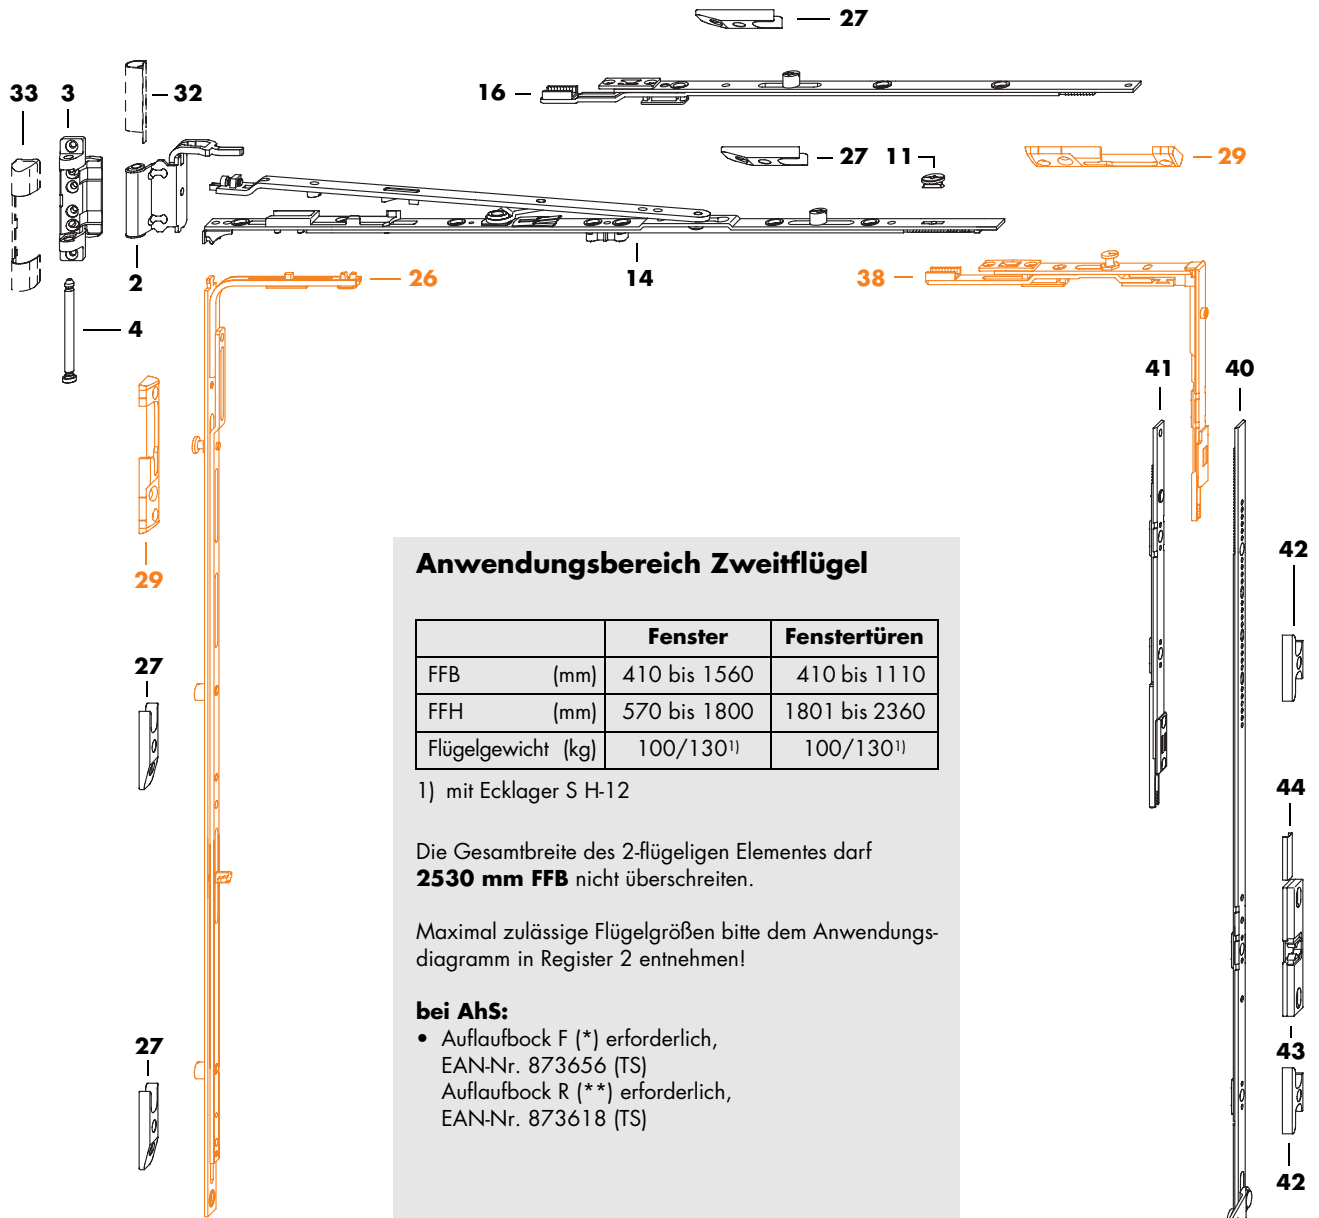 27
33
3
32
16
27
11
29
2
26
14
38
4
41
40
29
42
27
44
27
43
42
Anwendungsbereich Zweitflügel
Fenster Fenstertüren
FFB (mm) 410 bis 1560 410 bis 1110
FFH (mm) 570 bis 1800 1801 bis 2360
Flügelgewicht (kg) 100/130¹⁾ 100/130¹⁾
1) mit Ecklager S H-12
Die Gesamtbreite des 2-flügeligen Elementes darf
2530 mm FFB nicht überschreiten.
Maximal zulässige Flügelgrößen bitte dem Anwendungs-
diagramm in Register 2 entnehmen!
bei AhS:
• Auflaufbock F (*) erforderlich,
EAN-Nr. 873656 (TS)
Auflaufbock R (**) erforderlich,
EAN-Nr. 873618 (TS)